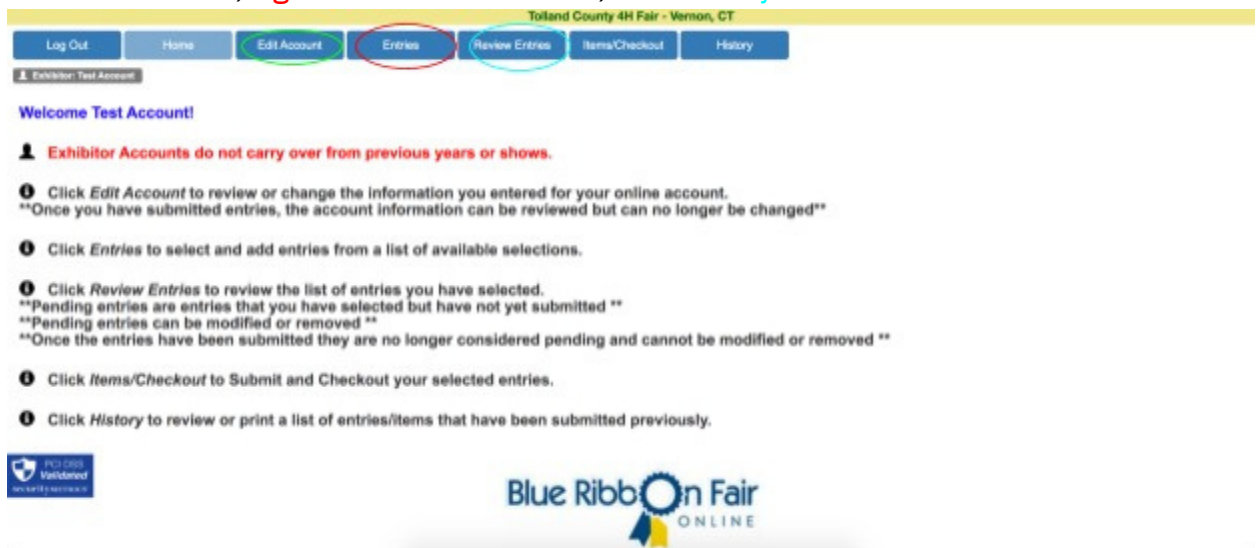 Tolland County 4H Fair - Vernon, CT
Log Out Home Edit Account Entries Review Entries Items/Checkout History
Exhibitor: Test Account
Welcome Test Account!
Exhibitor Accounts do not carry over from previous years or shows.
Click Edit Account to review or change the information you entered for your online account.
**Once you have submitted entries, the account information can be reviewed but can no longer be changed**
Click Entries to select and add entries from a list of available selections.
Click Review Entries to review the list of entries you have selected.
**Pending entries are entries that you have selected but have not yet submitted **
**Pending entries can be modified or removed **
**Once the entries have been submitted they are no longer considered pending and cannot be modified or removed **
Click Items/Checkout to Submit and Checkout your selected entries.
Click History to review or print a list of entries/items that have been submitted previously.
PCI DSS
Validated
Blue Ribbon Fair
ONLINE